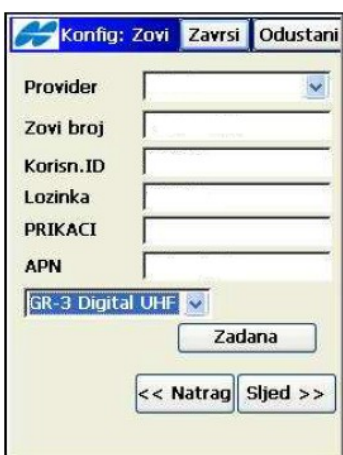 Konfig: Zovi Zavrsi Odustani
Provider
Zovi broj
Korisn.ID
Lozinka
PRIKACI
APN
GR-3 Digital UHF
Zadana
<< Natrag Sljed >>